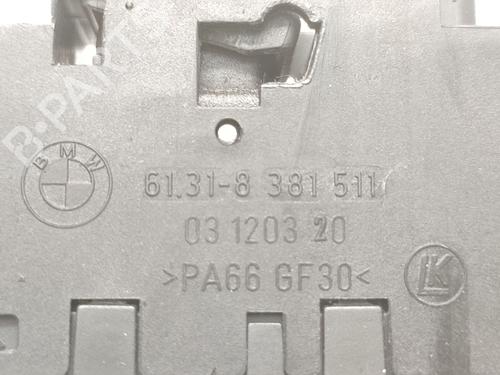 B-PART
BMW
61.31-8 381 511
03 1203 20
>PA66 GF30<
LK